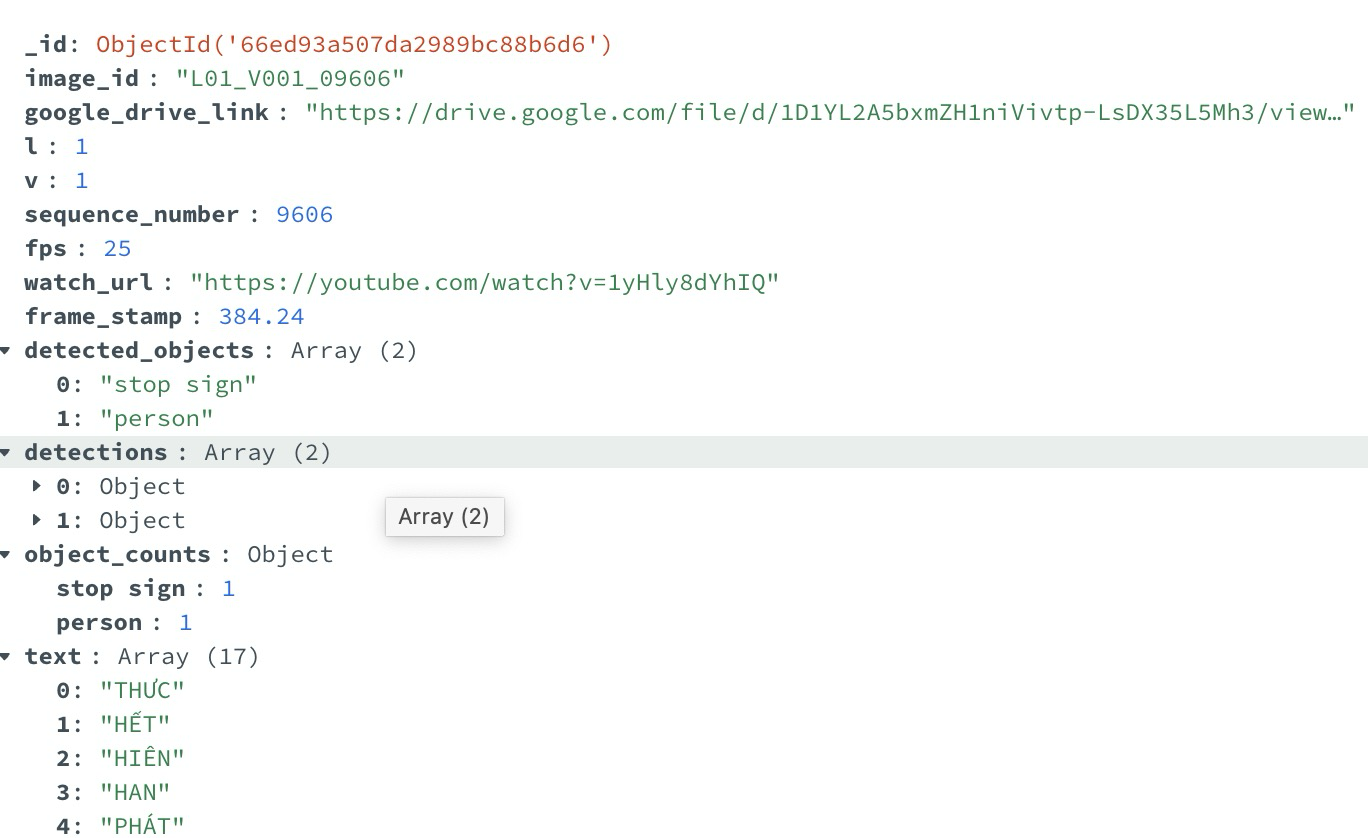 _id: ObjectId('66ed93a507da2989bc88b6d6')
image_id : "L01_V001_09606"
google_drive_link : "https://drive.google.com/file/d/1D1YL2A5bxmZH1niVivtp-LsDX35L5Mh3/view…"
l : 1
v : 1
sequence_number : 9606
fps : 25
watch_url : "https://youtube.com/watch?v=1yHly8dYhIQ"
frame_stamp : 384.24
detected_objects : Array (2)
0: "stop sign"
1: "person"
detections : Array (2)
0: Object
1: Object
Array (2)
object_counts : Object
stop sign : 1
person : 1
text : Array (17)
0: "THƯC"
1: "HẾT"
2: "HIÊN"
3: "HAN"
4: "PHÁT"